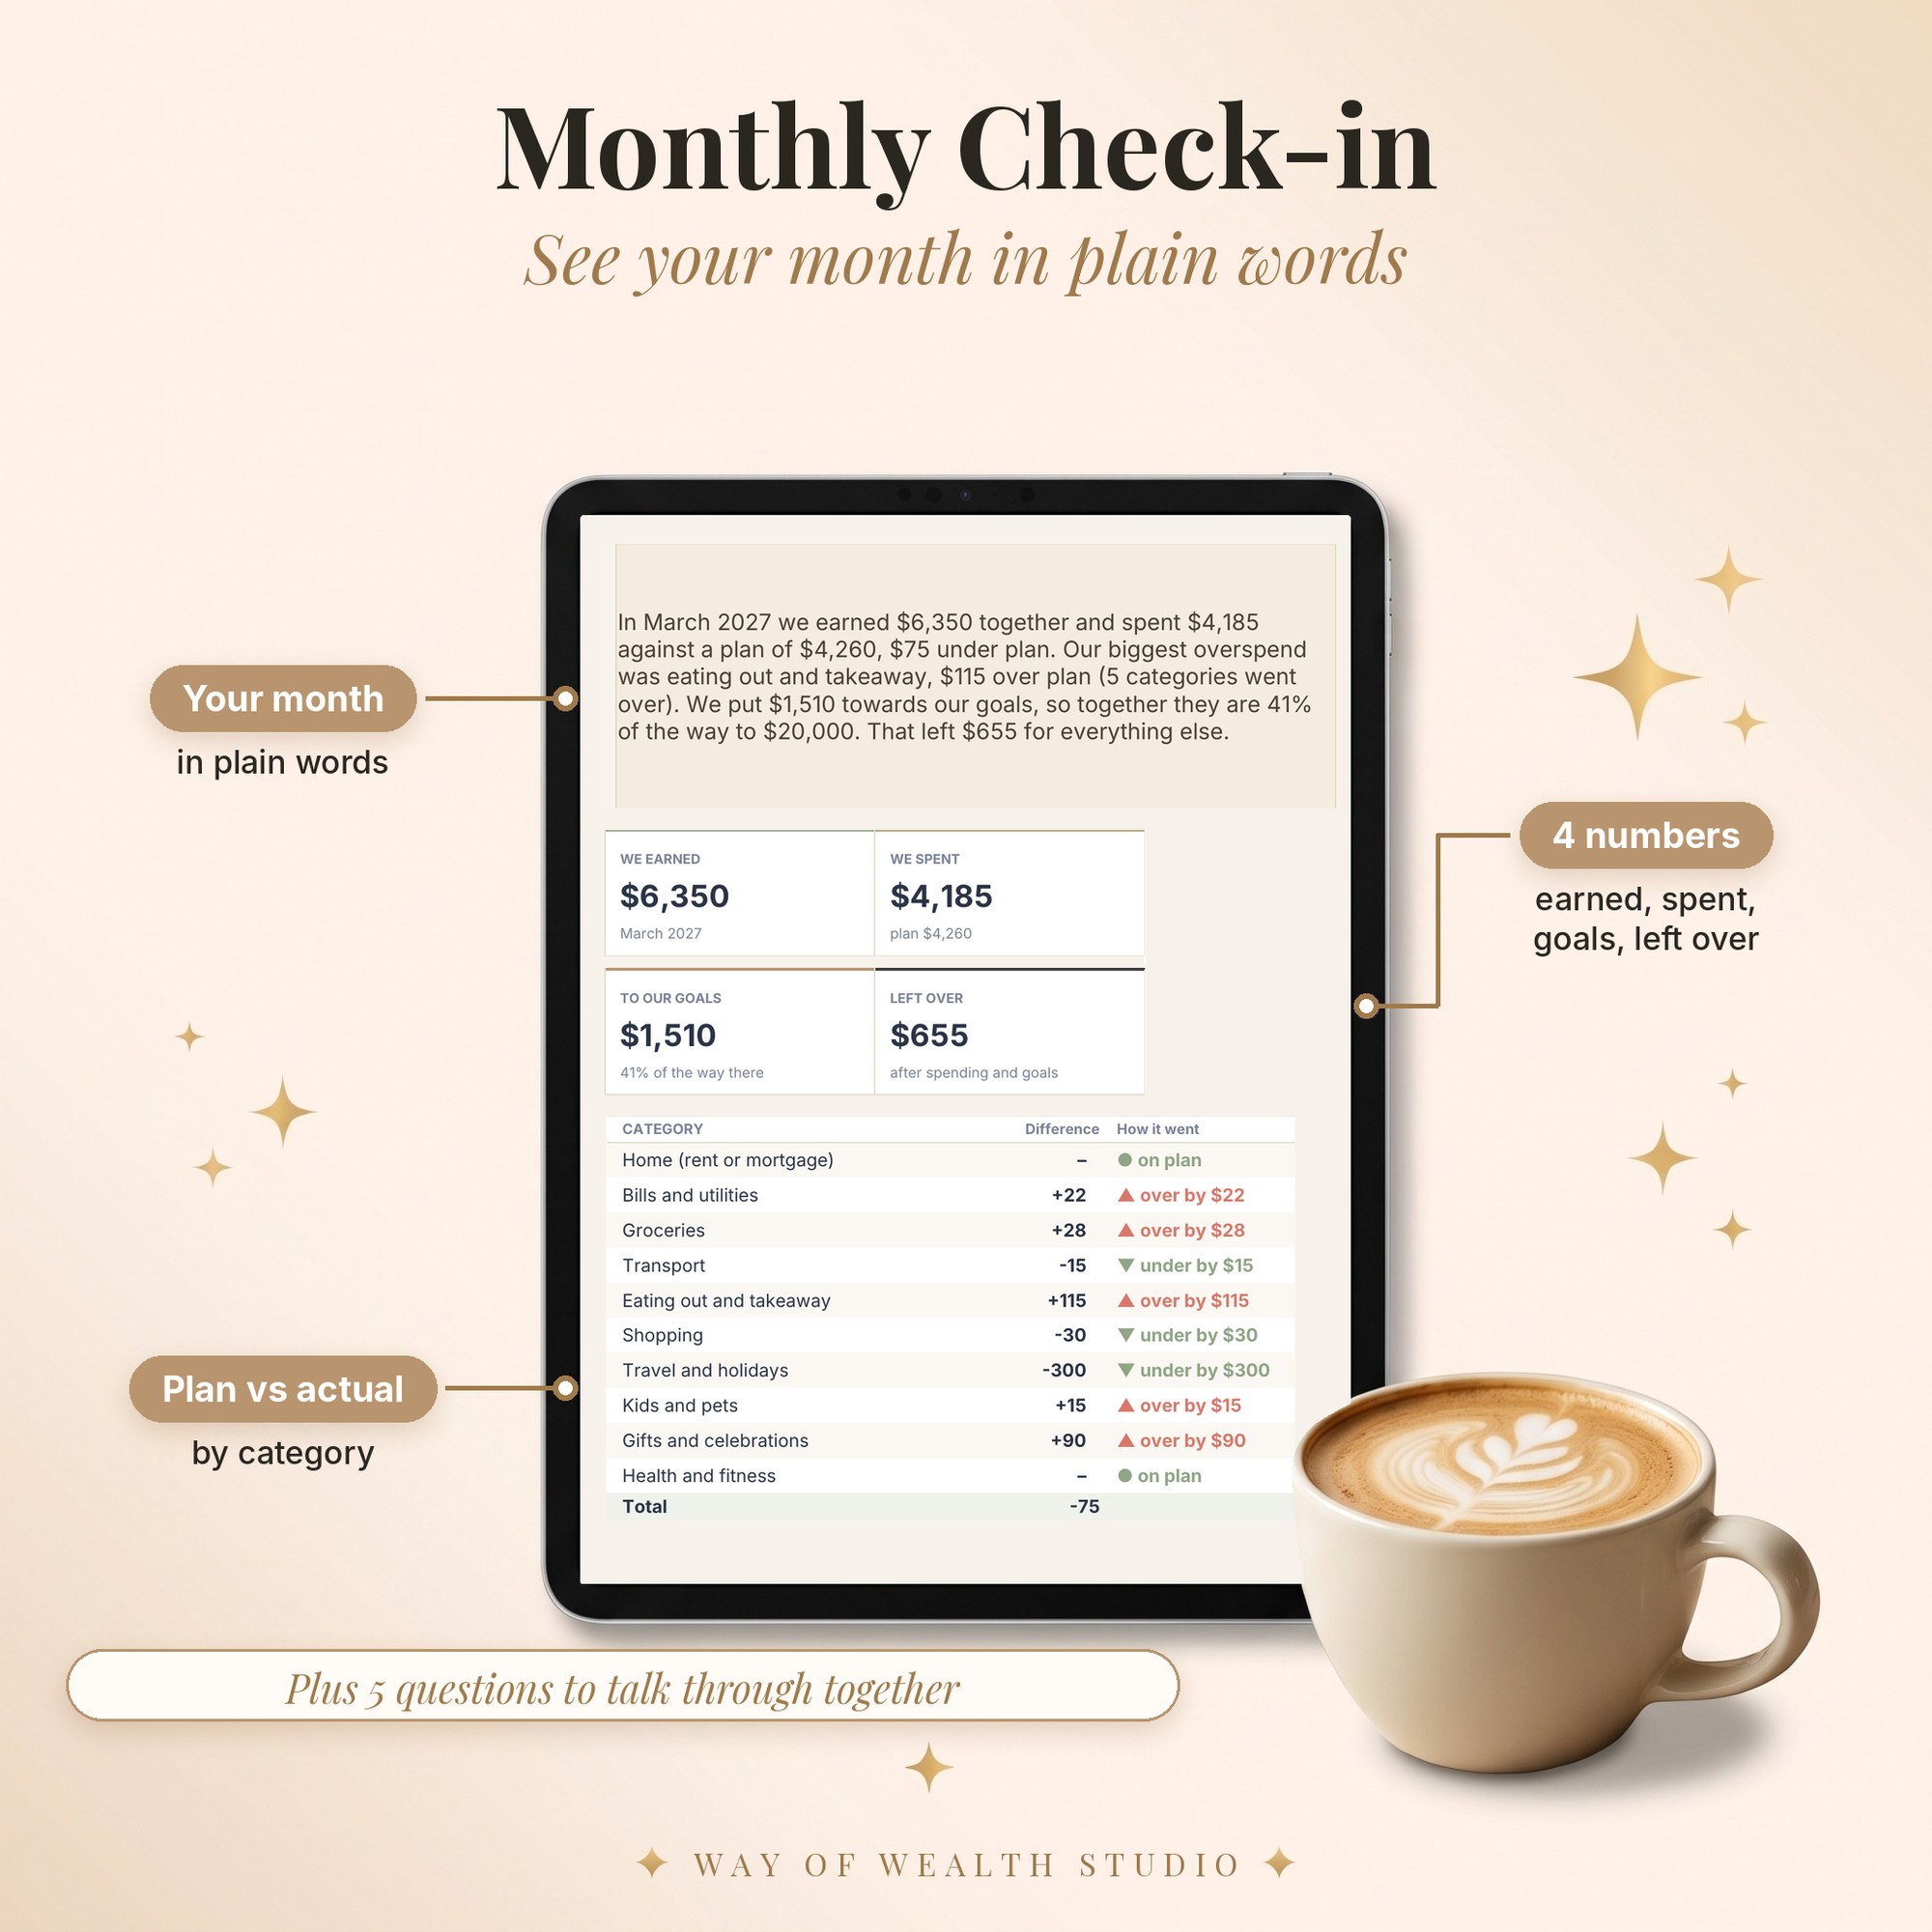 Monthly Check-in
See your month in plain words
In March 2027 we earned $6,350 together and spent $4,185
against a plan of $4,260, $75 under plan. Our biggest overspend
was eating out and takeaway, $115 over plan (5 categories went
over). We put $1,510 towards our goals, so together they are 41%
of the way to $20,000. That left $655 for everything else.
Your month
in plain words
4 numbers
earned, spent,
goals, left over
WE EARNED
$6,350
March 2027
WE SPENT
$4,185
plan $4,260
TO OUR GOALS
$1,510
41% of the way there
LEFT OVER
$655
after spending and goals
CATEGORY Difference How it went
Home (rent or mortgage) – ● on plan
Bills and utilities +22 ▲ over by $22
Groceries +28 ▲ over by $28
Transport -15 ▼ under by $15
Eating out and takeaway +115 ▲ over by $115
Shopping -30 ▼ under by $30
Travel and holidays -300 ▼ under by $300
Kids and pets +15 ▲ over by $15
Gifts and celebrations +90 ▲ over by $90
Health and fitness – ● on plan
Total -75
Plan vs actual
by category
Plus 5 questions to talk through together
WAY OF WEALTH STUDIO